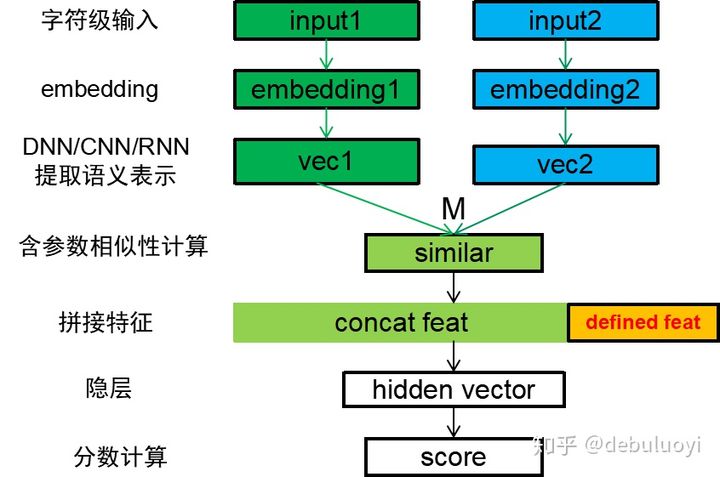 字符级输入 input1 input2
embedding embedding1 embedding2
DNN/CNN/RNN
提取语义表示 vec1 vec2
M
含参数相似性计算 similar
拼接特征 concat feat defined feat
隐层 hidden vector
分数计算 score
知乎 @debuluoyi